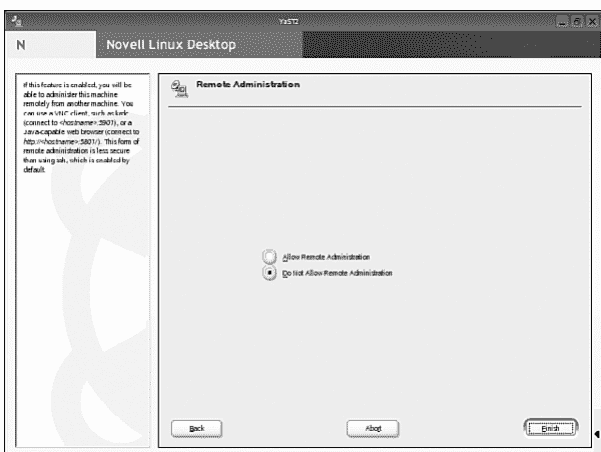 YaST2
N
Novell Linux Desktop
If this feature is enabled, you will be
able to administer this machine
remotely from another machine. You
can use a VNC client, such as krdc
(connect to <hostname>:5901), or a
Java-capable web browser (connect to
http://<hostname>:5801/). This form of
remote administration is less secure
than using ssh, which is enabled by
default.
Remote Administration
Allow Remote Administration
Do Not Allow Remote Administration
Back
Abort
Finish